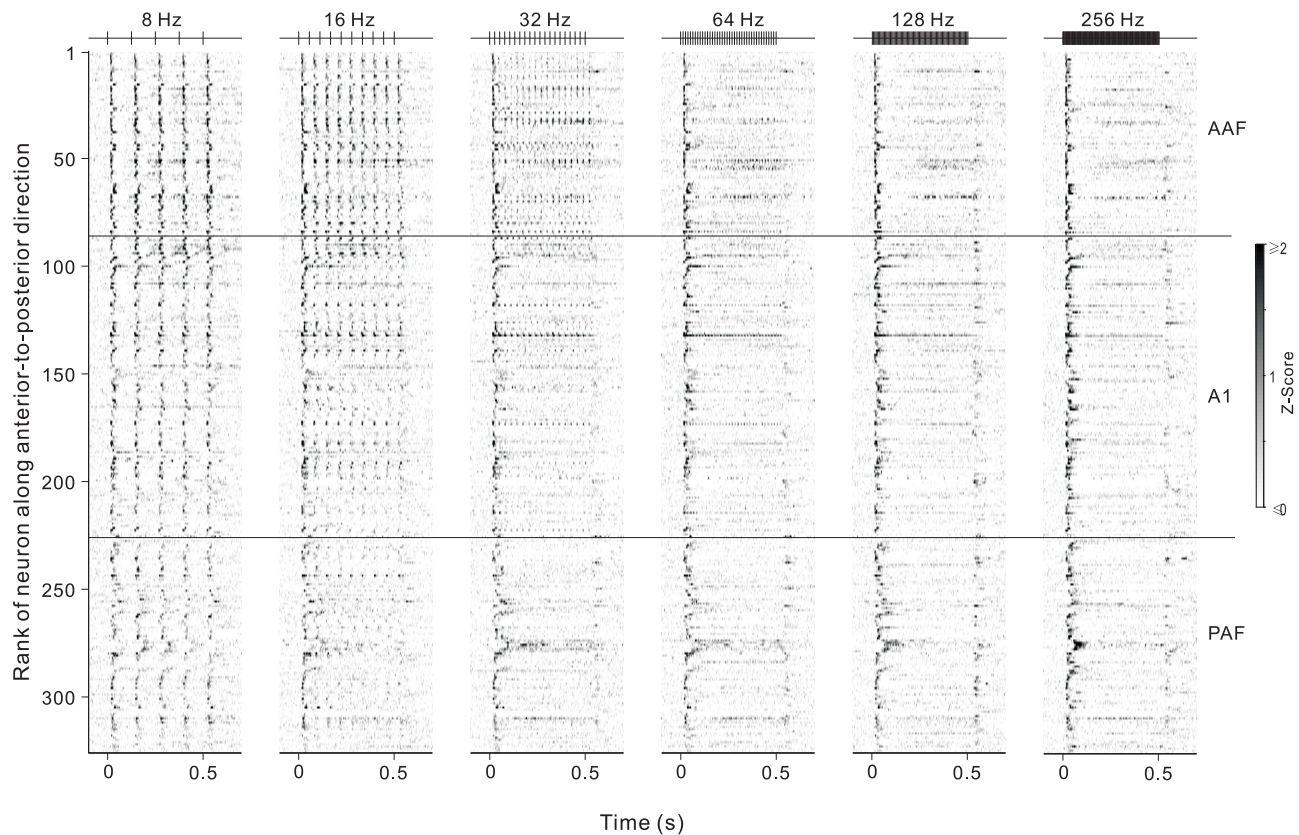 8 Hz 16 Hz 32 Hz 64 Hz 128 Hz 256 Hz
Rank of neuron along anterior-to-posterior direction
1
50
100
150
200
250
300
AAF
A1
PAF
≥2
1
≤0
Z-Score
0 0.5 0 0.5 0 0.5 0 0.5 0 0.5 0 0.5
Time (s)